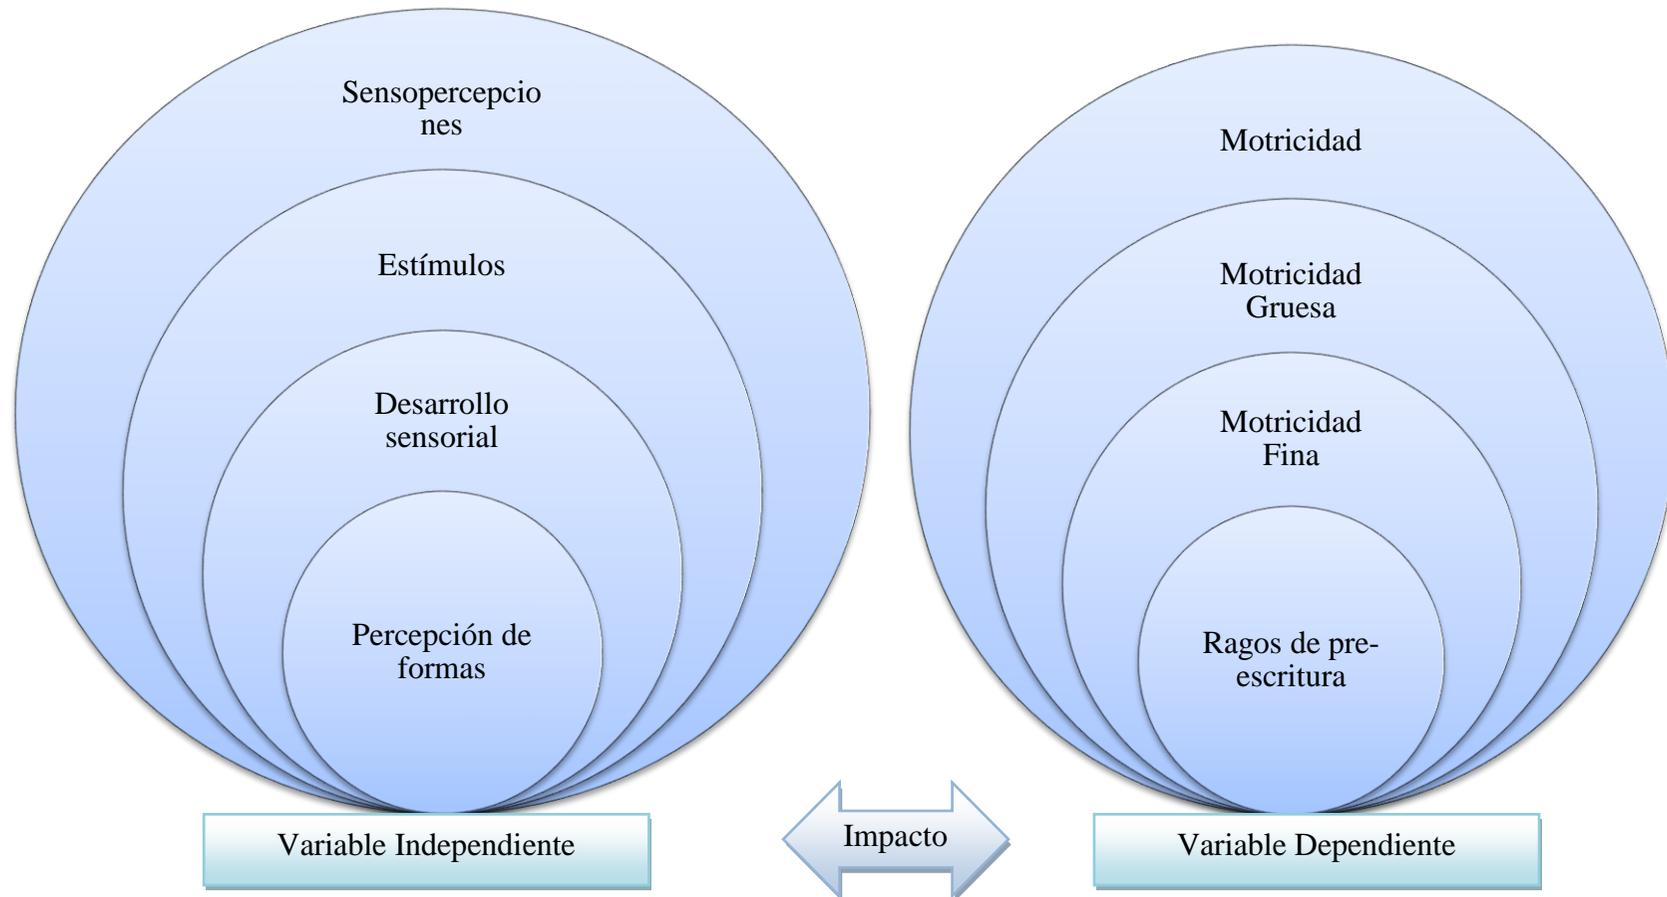 Sensopercepcio
nes
Estímulos
Desarrollo
sensorial
Percepción de
formas
Variable Independiente
Impacto
Motricidad
Motricidad
Gruesa
Motricidad
Fina
Ragos de pre-
escritura
Variable Dependiente